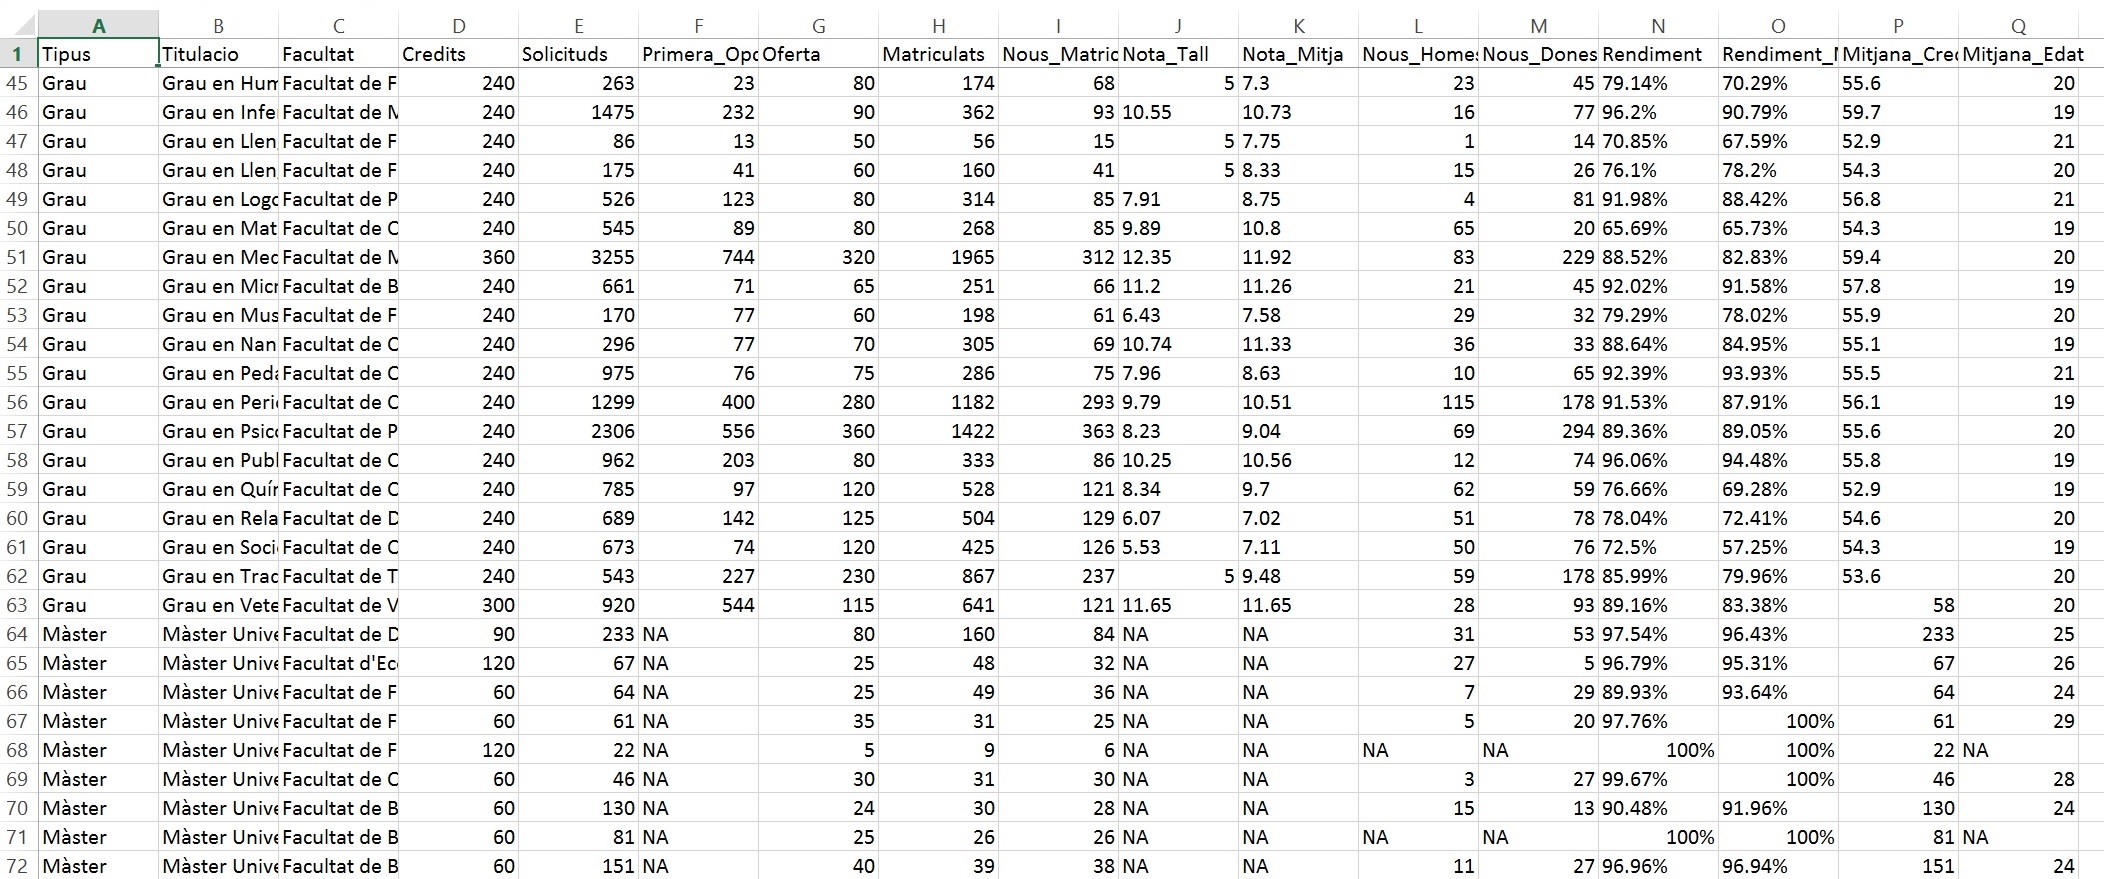 A B C D E F G H I J K L M N O P Q
1 Tipus Titulacio Facultat Credits Solicituds Primera_Opc Oferta Matriculats Nous_Matric Nota_Tall Nota_Mitja Nous_Homes Nous_Dones Rendiment Rendiment_N Mitjana_Cred Mitjana_Edat
45 Grau Grau en Hum Facultat de F 240 263 23 80 174 68 5 7.3 23 45 79.14% 70.29% 55.6 20
46 Grau Grau en Infe Facultat de M 240 1475 232 90 362 93 10.55 10.73 16 77 96.2% 90.79% 59.7 19
47 Grau Grau en Llen Facultat de F 240 86 13 50 56 15 5 7.75 1 14 70.85% 67.59% 52.9 21
48 Grau Grau en Llen Facultat de F 240 175 41 60 160 41 5 8.33 15 26 76.1% 78.2% 54.3 20
49 Grau Grau en Logo Facultat de P 240 526 123 80 314 85 7.91 8.75 4 81 91.98% 88.42% 56.8 21
50 Grau Grau en Mat Facultat de C 240 545 89 80 268 85 9.89 10.8 65 20 65.69% 65.73% 54.3 19
51 Grau Grau en Med Facultat de M 360 3255 744 320 1965 312 12.35 11.92 83 229 88.52% 82.83% 59.4 20
52 Grau Grau en Micr Facultat de B 240 661 71 65 251 66 11.2 11.26 21 45 92.02% 91.58% 57.8 19
53 Grau Grau en Mus Facultat de F 240 170 77 60 198 61 6.43 7.58 29 32 79.29% 78.02% 55.9 20
54 Grau Grau en Nan Facultat de C 240 296 77 70 305 69 10.74 11.33 36 33 88.64% 84.95% 55.1 19
55 Grau Grau en Peda Facultat de C 240 975 76 75 286 75 7.96 8.63 10 65 92.39% 93.93% 55.5 21
56 Grau Grau en Peri Facultat de C 240 1299 400 280 1182 293 9.79 10.51 115 178 91.53% 87.91% 56.1 19
57 Grau Grau en Psico Facultat de P 240 2306 556 360 1422 363 8.23 9.04 69 294 89.36% 89.05% 55.6 20
58 Grau Grau en Publ Facultat de C 240 962 203 80 333 86 10.25 10.56 12 74 96.06% 94.48% 55.8 19
59 Grau Grau en Quím Facultat de C 240 785 97 120 528 121 8.34 9.7 62 59 76.66% 69.28% 52.9 19
60 Grau Grau en Rela Facultat de D 240 689 142 125 504 129 6.07 7.02 51 78 78.04% 72.41% 54.6 20
61 Grau Grau en Soci Facultat de C 240 673 74 120 425 126 5.53 7.11 50 76 72.5% 57.25% 54.3 19
62 Grau Grau en Trad Facultat de T 240 543 227 230 867 237 5 9.48 59 178 85.99% 79.96% 53.6 20
63 Grau Grau en Vete Facultat de V 300 920 544 115 641 121 11.65 11.65 28 93 89.16% 83.38% 58 20
64 Màster Màster Unive Facultat de D 90 233 NA 80 160 84 NA NA 31 53 97.54% 96.43% 233 25
65 Màster Màster Unive Facultat d'Eco 120 67 NA 25 48 32 NA NA 27 5 96.79% 95.31% 67 26
66 Màster Màster Unive Facultat de F 60 64 NA 25 49 36 NA NA 7 29 89.93% 93.64% 64 24
67 Màster Màster Unive Facultat de F 60 61 NA 35 31 25 NA NA 5 20 97.76% 100% 61 29
68 Màster Màster Unive Facultat de F 120 22 NA 5 9 6 NA NA NA NA 100% 100% 22 NA
69 Màster Màster Unive Facultat de C 60 46 NA 30 31 30 NA NA 3 27 99.67% 100% 46 28
70 Màster Màster Unive Facultat de B 60 130 NA 24 30 28 NA NA 15 13 90.48% 91.96% 130 24
71 Màster Màster Unive Facultat de B 60 81 NA 25 26 26 NA NA NA NA 100% 100% 81 NA
72 Màster Màster Unive Facultat de B 60 151 NA 40 39 38 NA NA 11 27 96.96% 96.94% 151 24